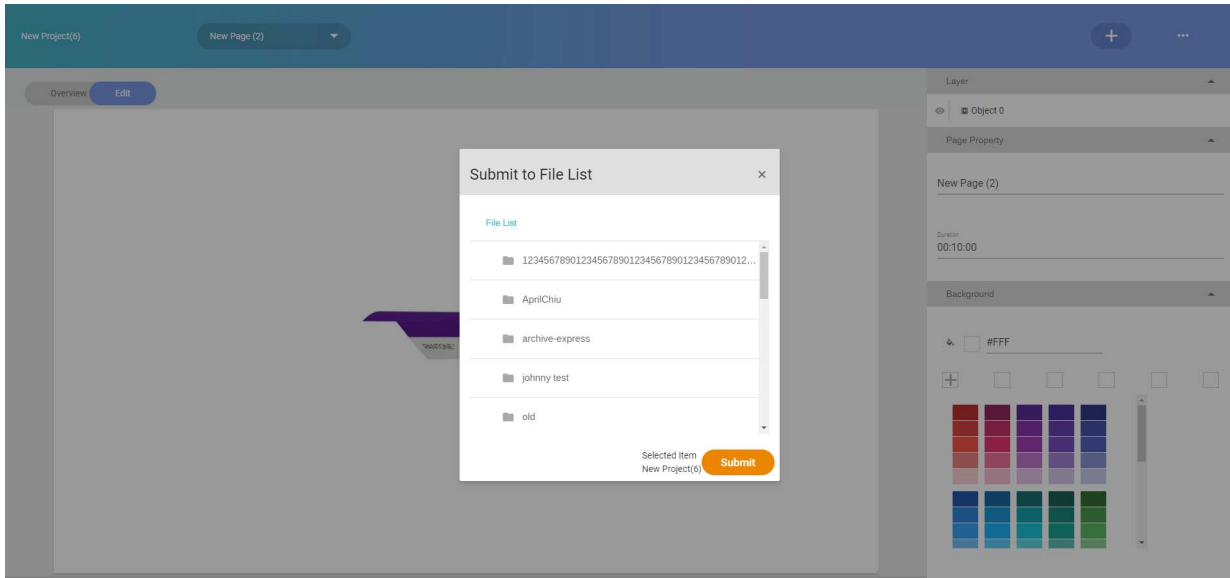 New Project(6)
New Page (2)
Overview
Edit
Submit to File List
File List
123456789012345678901234567890123456789012...
AprilChiu
archive-express
johnny test
old
Selected Item
New Project(6)
Submit
Layer
Object 0
Page Property
New Page (2)
Duration
00:10:00
Background
#FFF